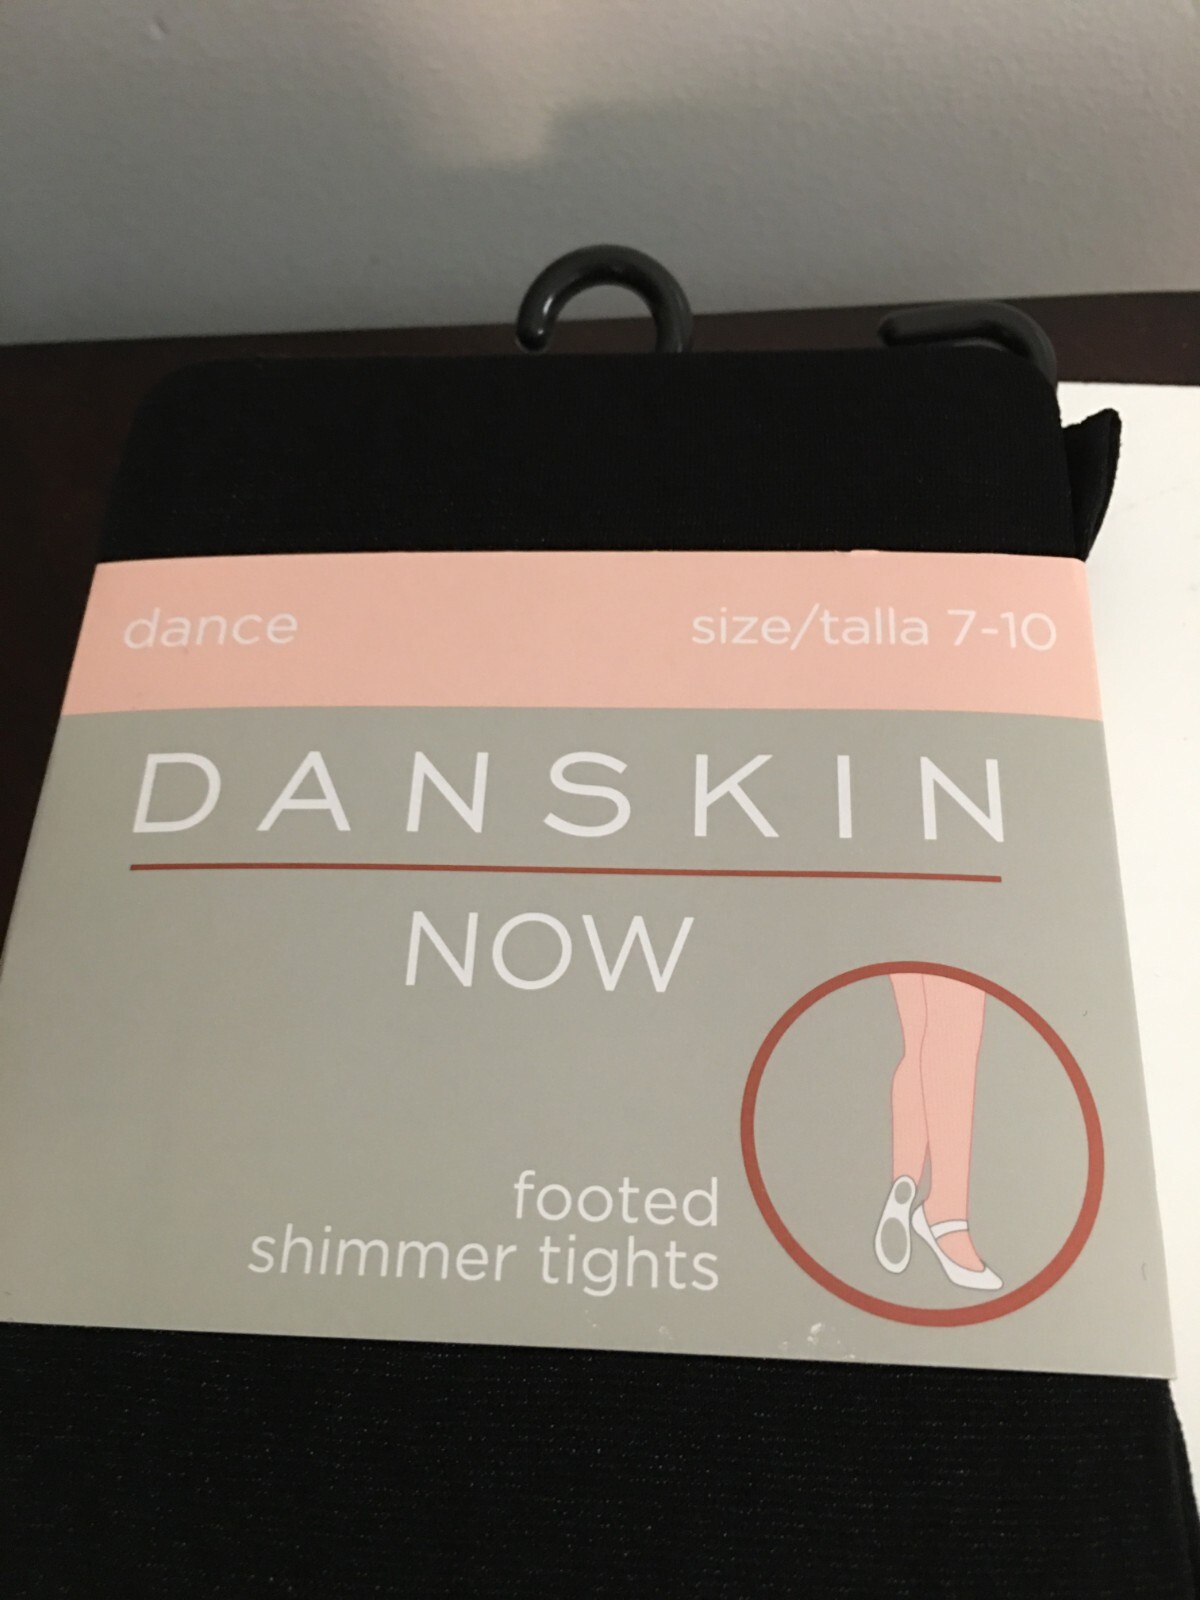 dance size/talla 7-10
DANSKIN
NOW
footed
shimmer tights